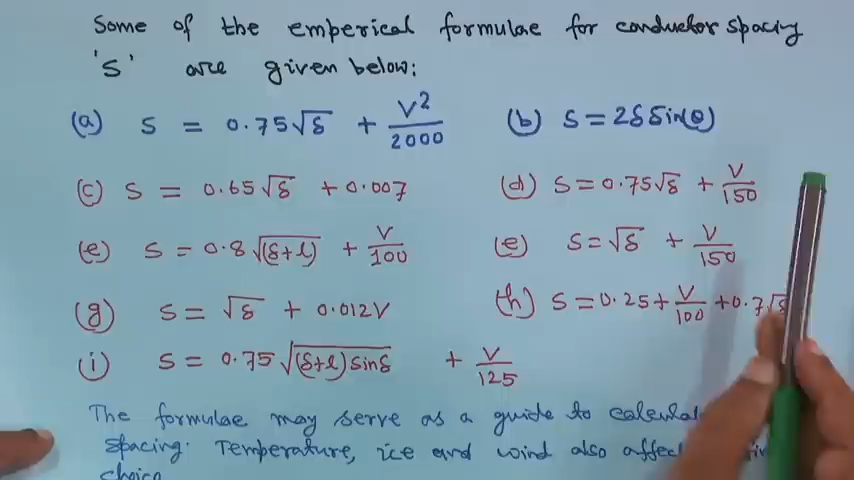 Some of the emperical formulae for conductor spacing
'S' are given below:
(a) S = 0.75√δ + V²/2000 (b) S = 2δ Sin(θ)
(c) S = 0.65√δ + 0.007 (d) S = 0.75√δ + V/150
(e) S = 0.8√(δ+l) + V/100 (e) S = √δ + V/150
(g) S = √δ + 0.012V (h) S = 0.25 + V/100 + 0.7√δ
(i) S = 0.75√(δ+l) sinδ + V/125
The formulae may serve as a guide to
spacing. Temperature, ice and wind also
choice